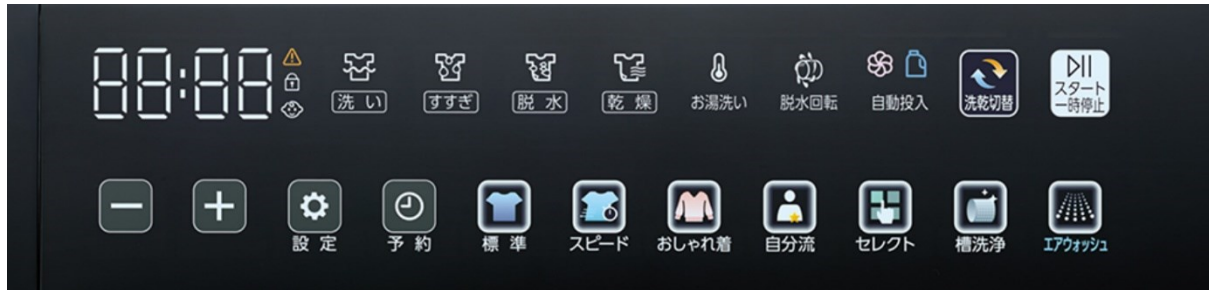 88:88
洗い
すすぎ
脱水
乾燥
お湯洗い
脱水回転
自動投入
洗乾切替
スタート
一時停止
設定
予約
標準
スピード
おしゃれ着
自分流
セレクト
槽洗浄
エアウォッシュ